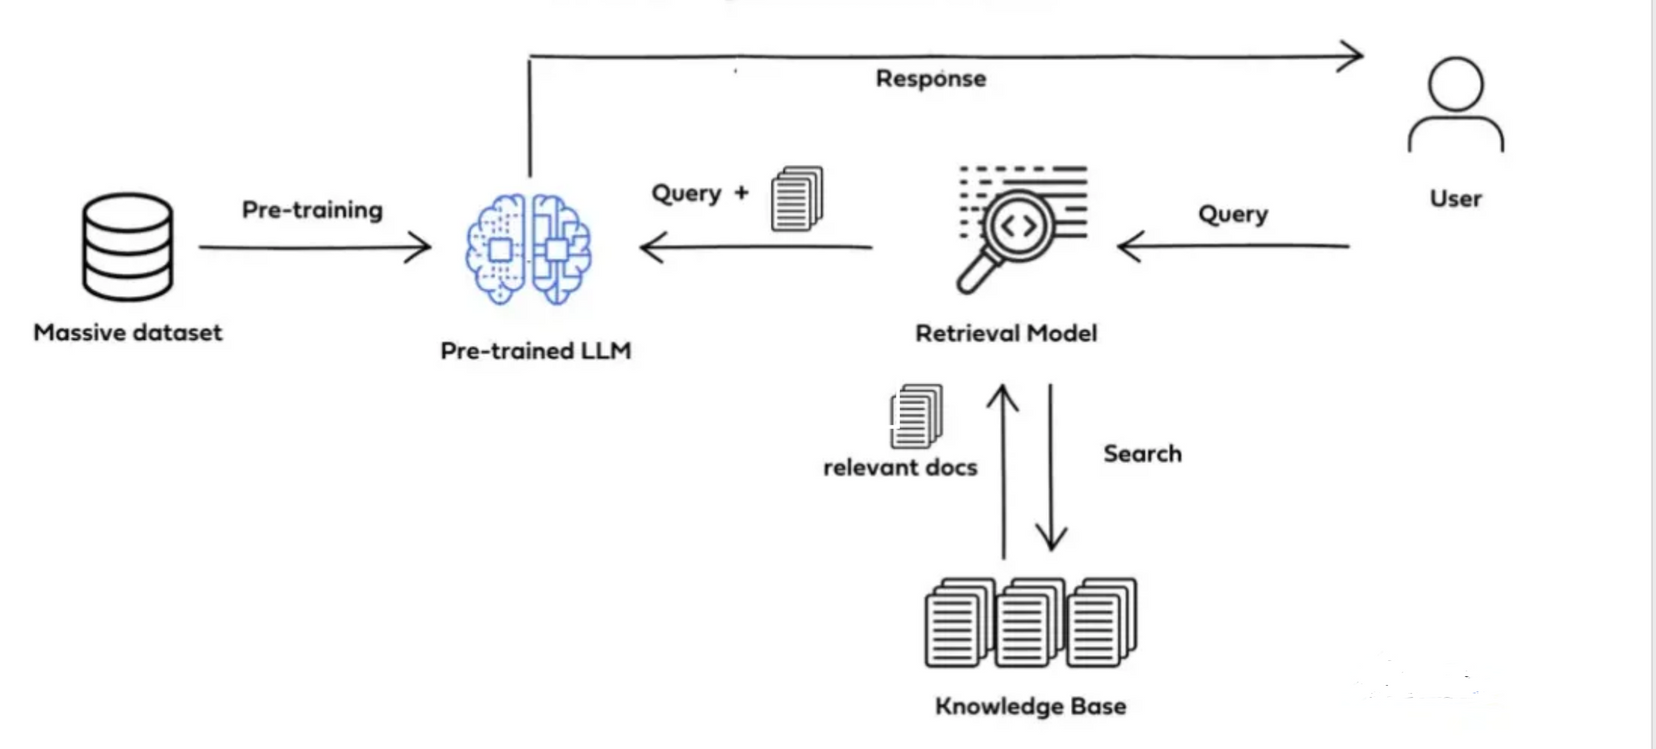 Response
User
Pre-training
Query +
Query
Massive dataset
Pre-trained LLM
Retrieval Model
relevant docs
Search
Knowledge Base